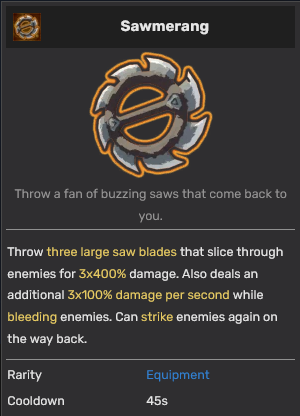 Sawmerang
Throw a fan of buzzing saws that come back to
you.
Throw three large saw blades that slice through
enemies for 3x400% damage. Also deals an
additional 3x100% damage per second while
bleeding enemies. Can strike enemies again on
the way back.
Rarity Equipment
Cooldown 45s